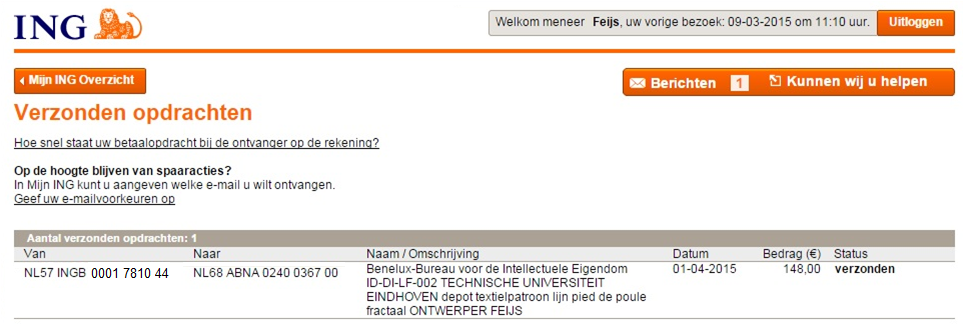 ING
Welkom meneer Feijs, uw vorige bezoek: 09-03-2015 om 11:10 uur. Uitloggen
Mijn ING Overzicht
Berichten 1 Kunnen wij u helpen
Verzonden opdrachten
Hoe snel staat uw betaalopdracht bij de ontvanger op de rekening?
Op de hoogte blijven van spaaracties?
In Mijn ING kunt u aangeven welke e-mail u wilt ontvangen.
Geef uw e-mailvoorkeuren op
Aantal verzonden opdrachten: 1
Van Naar Naam / Omschrijving Datum Bedrag (€) Status
NL57 INGB 0001 7810 44 NL68 ABNA 0240 0367 00 Benelux-Bureau voor de Intellectuele Eigendom 01-04-2015 148,00 verzonden
ID-DI-LF-002 TECHNISCHE UNIVERSITEIT
EINDHOVEN depot textielpatroon lijn pied de poule
fractaal ONTWERPER FEIJS